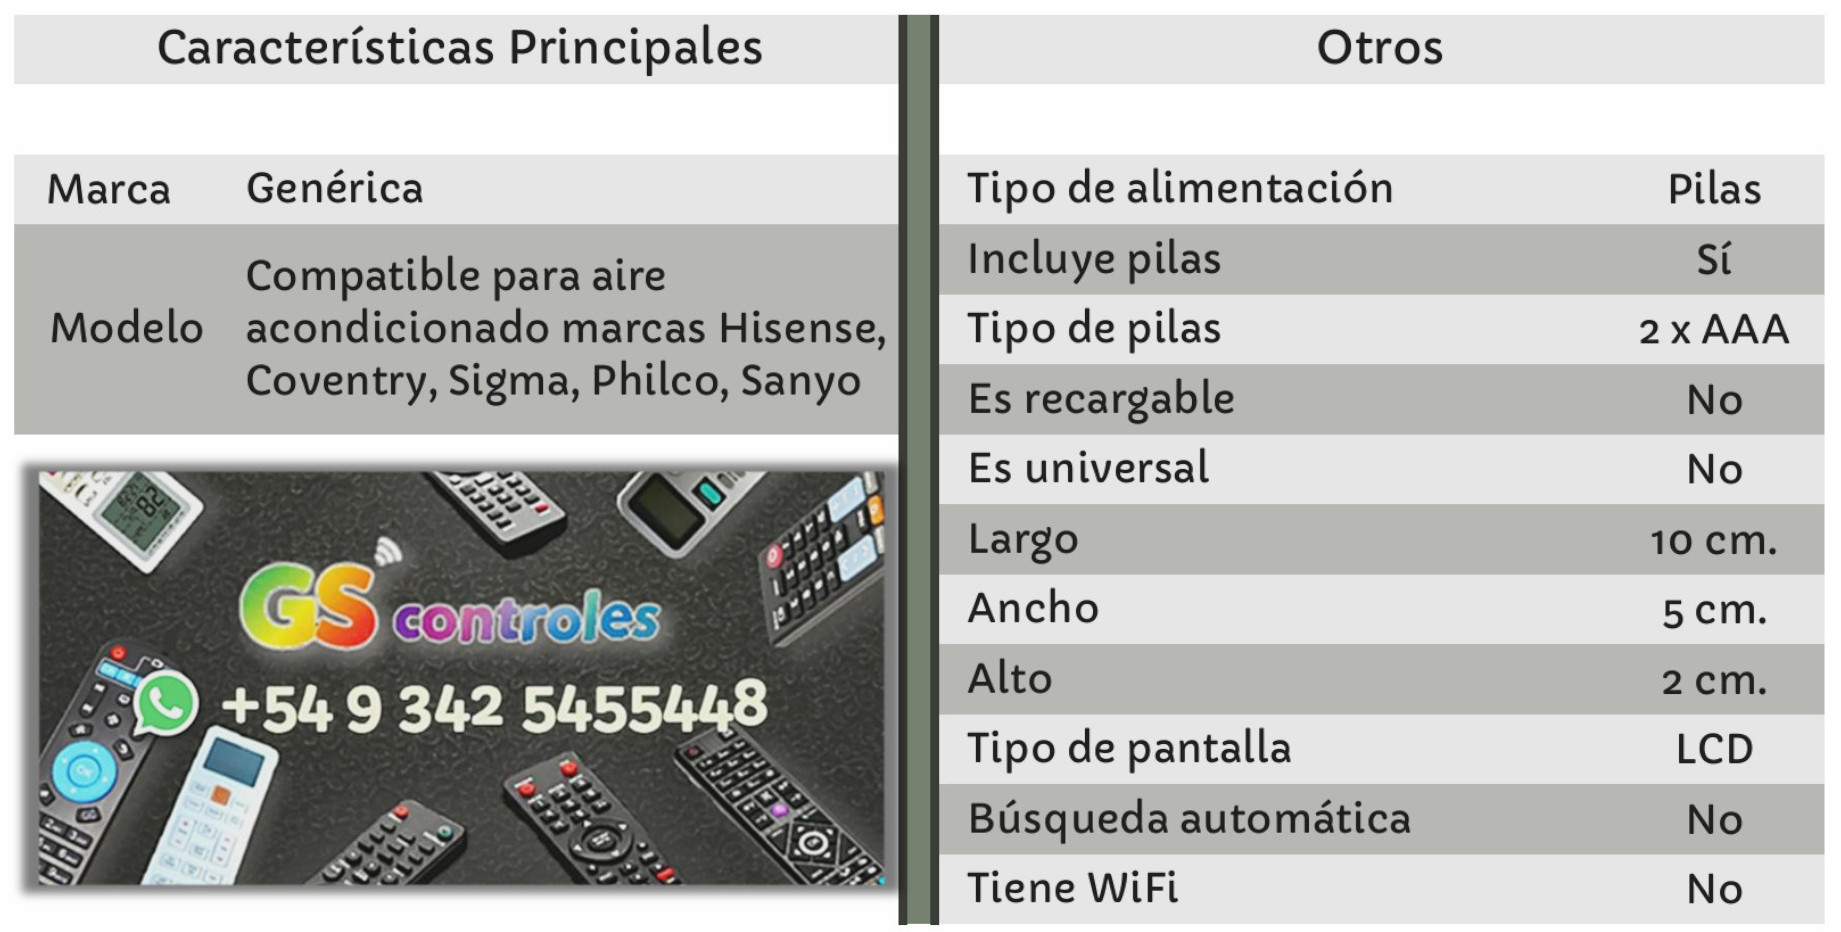 Características Principales
Marca Genérica
Modelo
Compatible para aire
acondicionado marcas Hisense,
Coventry, Sigma, Philco, Sanyo
GS controles
+54 9 342 5455448
Otros
Tipo de alimentación Pilas
Incluye pilas Sí
Tipo de pilas 2 x AAA
Es recargable No
Es universal No
Largo 10 cm.
Ancho 5 cm.
Alto 2 cm.
Tipo de pantalla LCD
Búsqueda automática No
Tiene WiFi No